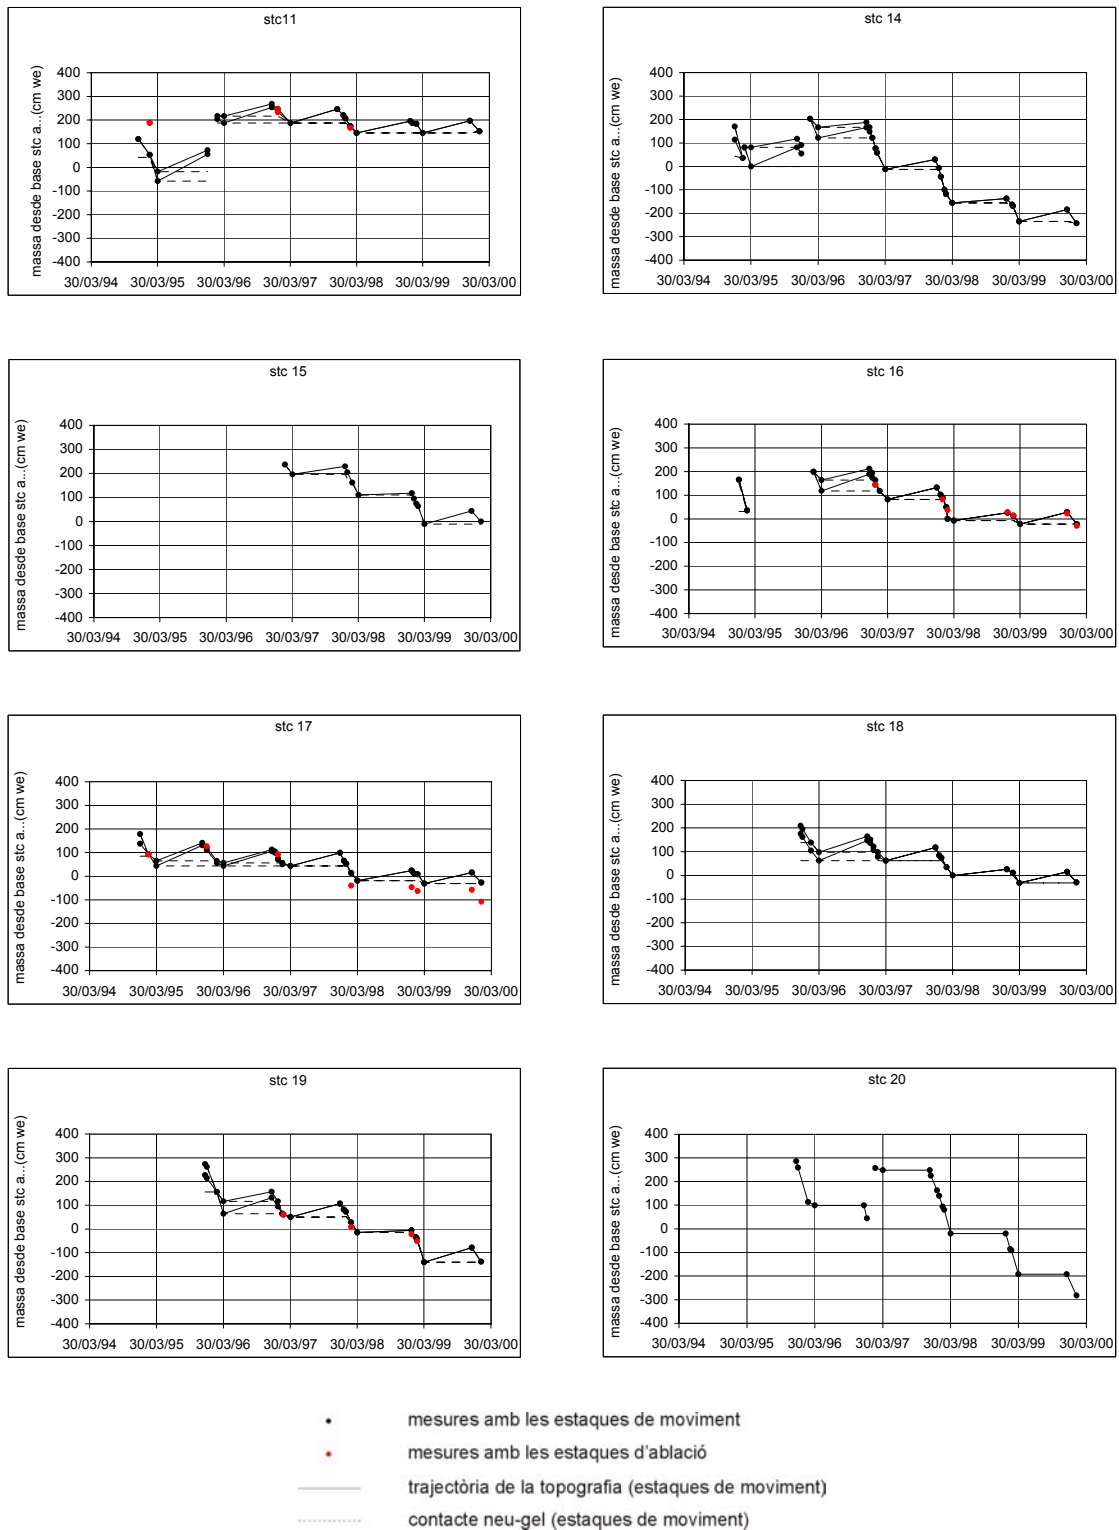 stc11
massa desde base stc a...(cm we)
400
300
200
100
0
-100
-200
-300
-400
30/03/94 30/03/95 30/03/96 30/03/97 30/03/98 30/03/99 30/03/00
stc 14
massa desde base stc a...(cm we)
400
300
200
100
0
-100
-200
-300
-400
30/03/94 30/03/95 30/03/96 30/03/97 30/03/98 30/03/99 30/03/00
stc 15
massa desde base stc a...(cm we)
400
300
200
100
0
-100
-200
-300
-400
30/03/94 30/03/95 30/03/96 30/03/97 30/03/98 30/03/99 30/03/00
stc 16
massa desde base stc a...(cm we)
400
300
200
100
0
-100
-200
-300
-400
30/03/94 30/03/95 30/03/96 30/03/97 30/03/98 30/03/99 30/03/00
stc 17
massa desde base stc a...(cm we)
400
300
200
100
0
-100
-200
-300
-400
30/03/94 30/03/95 30/03/96 30/03/97 30/03/98 30/03/99 30/03/00
stc 18
massa desde base stc a...(cm we)
400
300
200
100
0
-100
-200
-300
-400
30/03/94 30/03/95 30/03/96 30/03/97 30/03/98 30/03/99 30/03/00
stc 19
massa desde base stc a...(cm we)
400
300
200
100
0
-100
-200
-300
-400
30/03/94 30/03/95 30/03/96 30/03/97 30/03/98 30/03/99 30/03/00
stc 20
massa desde base stc a...(cm we)
400
300
200
100
0
-100
-200
-300
-400
30/03/94 30/03/95 30/03/96 30/03/97 30/03/98 30/03/99 30/03/00
mesures amb les estaques de moviment
mesures amb les estaques d'ablació
trajectòria de la topografia (estaques de moviment)
contacte neu-gel (estaques de moviment)